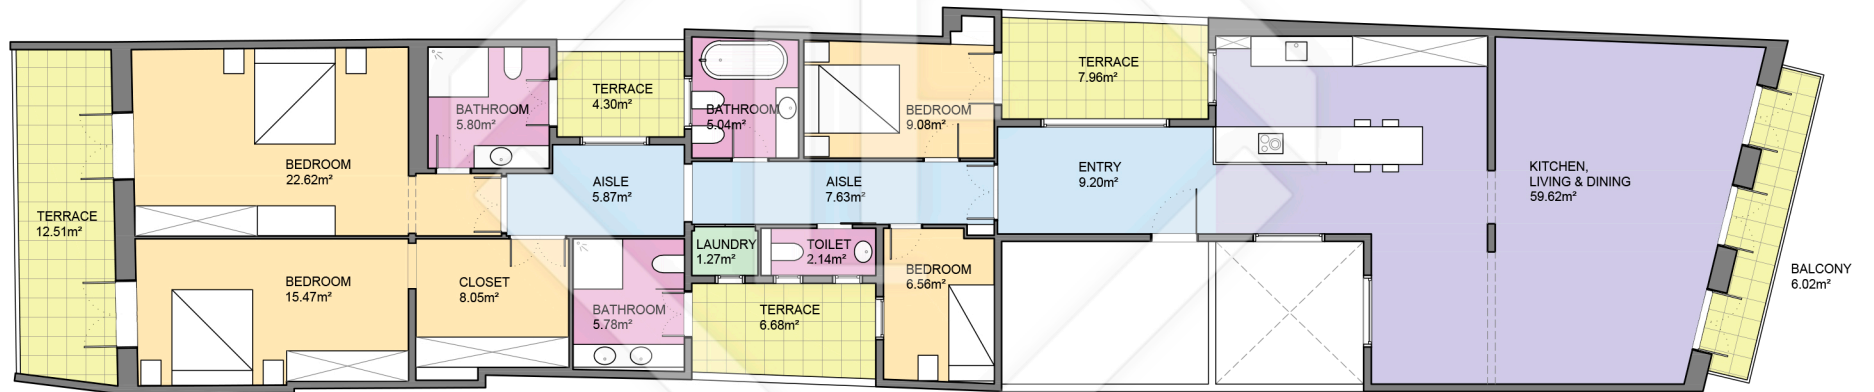 TERRACE
12.51m²
BEDROOM
22.62m²
BEDROOM
15.47m²
BATHROOM
5.80m²
CLOSET
8.05m²
TERRACE
4.30m²
AISLE
5.87m²
BATHROOM
5.78m²
BATHROOM
5.04m²
AISLE
7.63m²
LAUNDRY
1.27m²
TOILET
2.14m²
TERRACE
6.68m²
BEDROOM
9.08m²
BEDROOM
6.56m²
TERRACE
7.96m²
ENTRY
9.20m²
KITCHEN,
LIVING & DINING
59.62m²
BALCONY
6.02m²